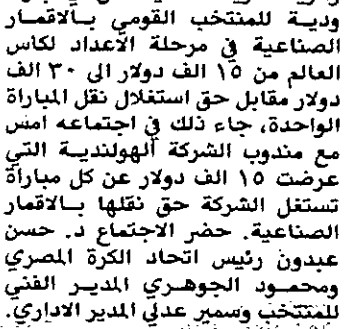 ودية للمنتخب القومي بالاقمار
الصناعية في مرحلة الأعداد لكاس
العالم من ١٥ الف دولار الى ٣٠ الف
دولار مقابل حق استغلال نقل المباراة
الواحدة، جاء ذلك في اجتماعه امس
مع مندوب الشركة الهولندية التي
عرضت ١٥ الف دولار عن كل مباراة
تستغل الشركة حق نقلها بالاقمار
الصناعية. حضر الاجتماع د. حسن
عبدون رئيس اتحاد الكرة المصري
ومحمود الجوهري المدير الفني
للمنتخب وسمير عدلي المدير الاداري.